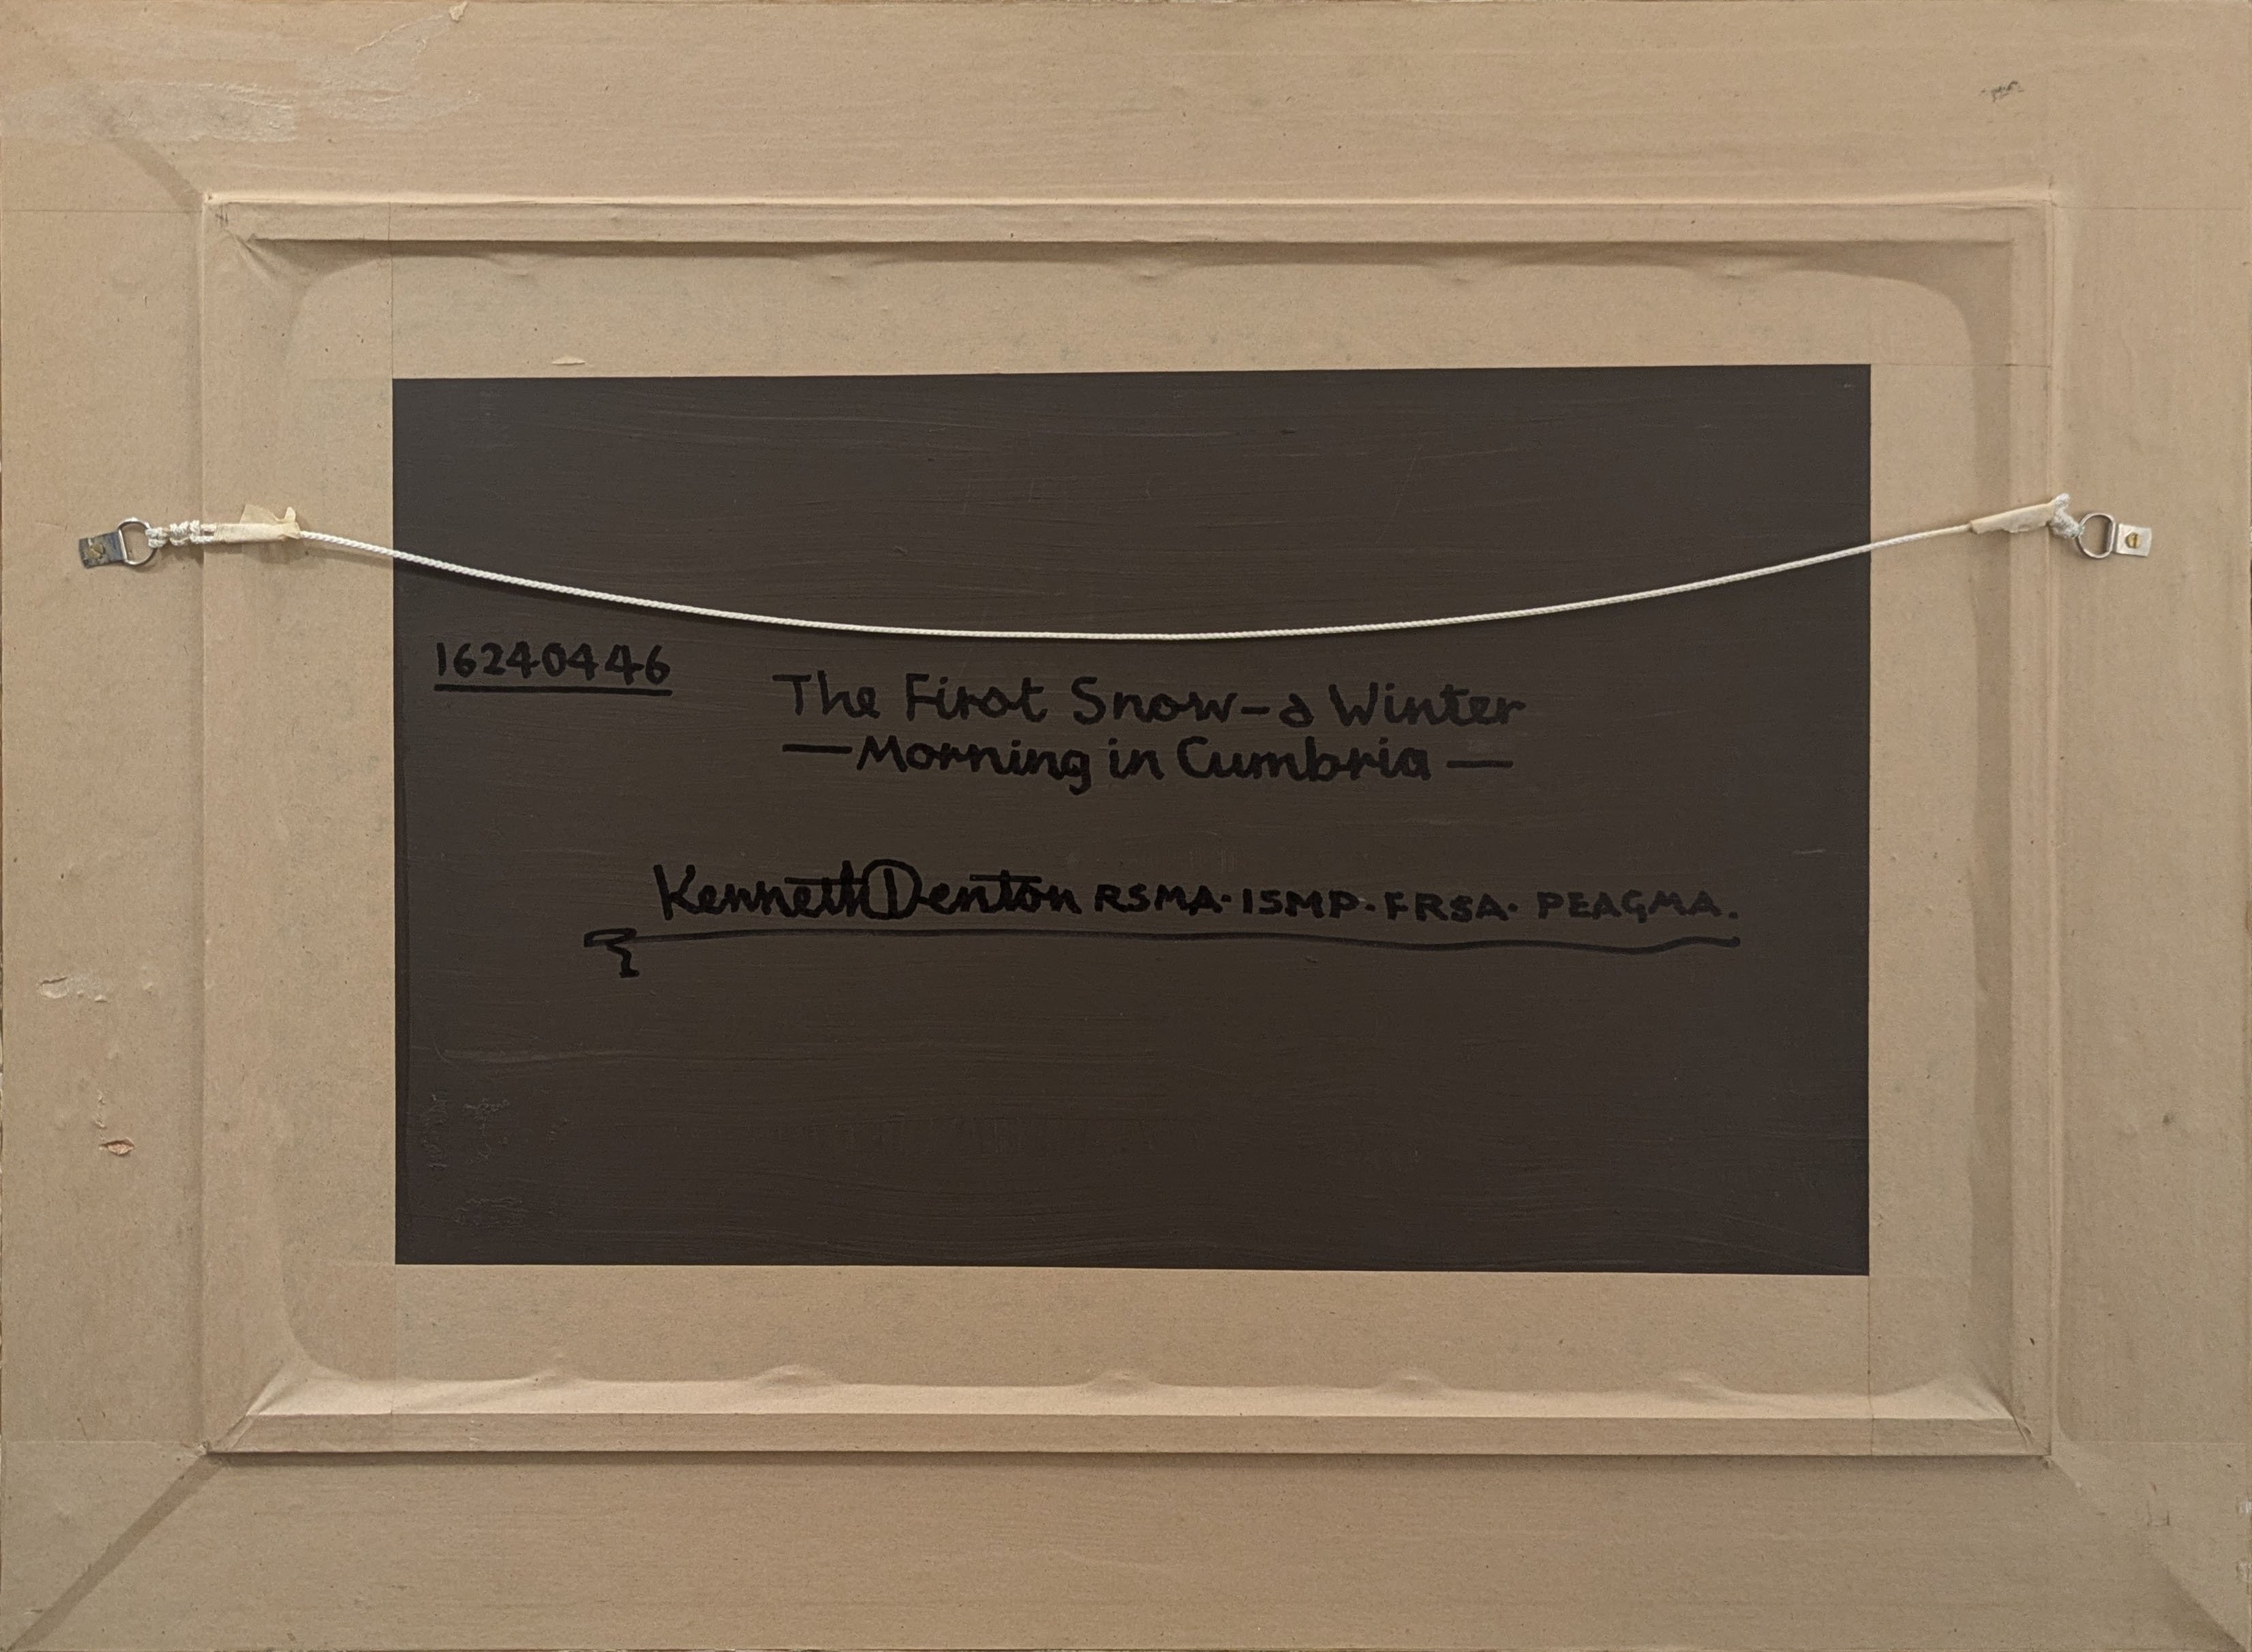 16240446
The First Snow - a Winter
— Morning in Cumbria —
Kenneth Denton RSMA · ISMP · FRSA · PEAGMA.